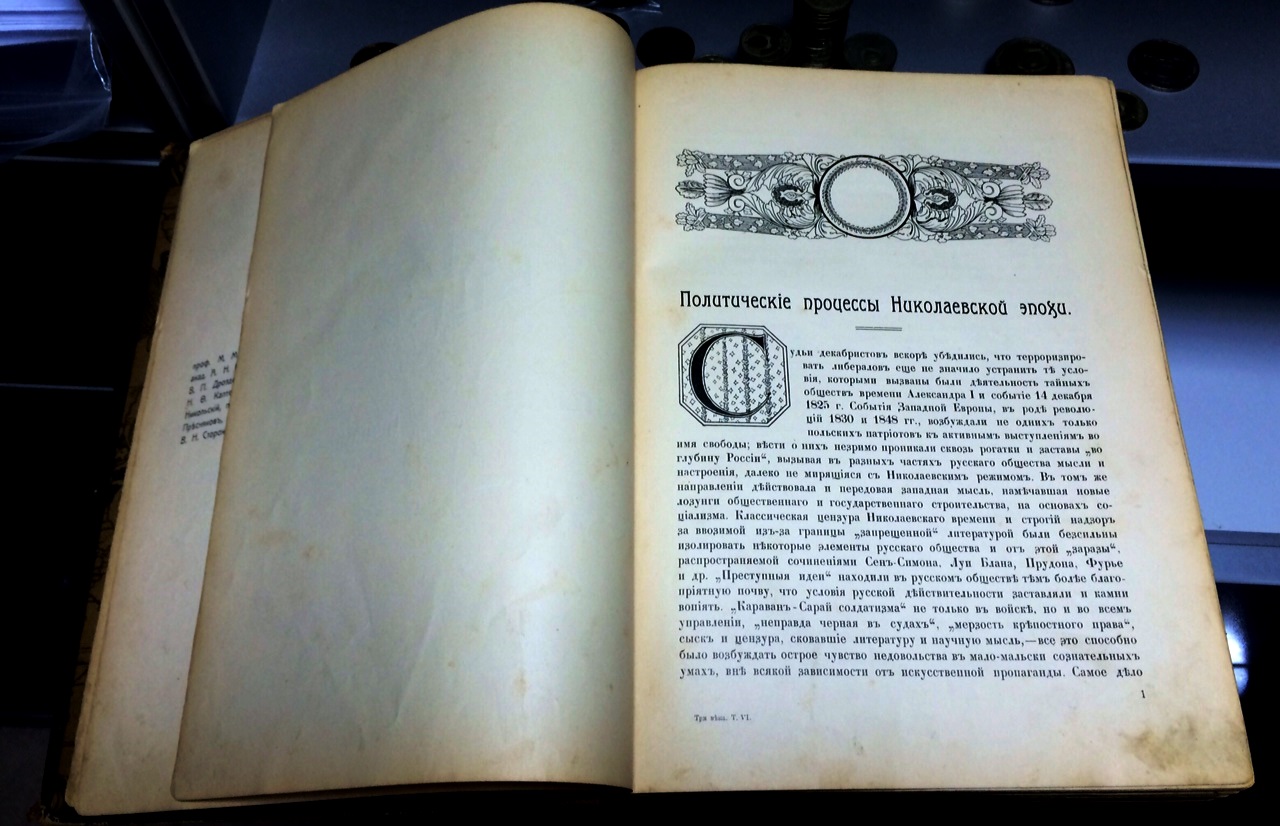 проф. М. М
акад. М. Н.
В. П.
М. Ѳ.
Никольскій,
В. Н.
Политическіе процессы Николаевской эпохи.
Судьи декабристовъ вскорѣ убѣдились, что терроризиро-
вать либераловъ еще не значило устранить тѣ усло-
вія, которыми вызваны были дѣятельность тайныхъ
обществъ времени Александра I и событіе 14 декабря
1825 г. Событія Западной Европы, въ родѣ револю-
цій 1830 и 1848 гг., возбуждали не однихъ только
польскихъ патріотовъ къ активнымъ выступленіямъ во
имя свободы; вѣсти о нихъ незримо проникали сквозь рогатки и заставы „во
глубину Россіи“, вызывая въ разныхъ частяхъ русскаго общества мысли и
настроенія, далеко не мирящіяся съ Николаевскимъ режимомъ. Въ томъ же
направленіи дѣйствовала и передовая западная мысль, намѣчавшая новые
лозунги общественнаго и государственнаго строительства, на основахъ со-
ціализма. Классическая цензура Николаевскаго времени и строгій надзоръ
за ввозимой изъ-за границы „запрещенной“ литературой были безсильны
изолировать нѣкоторые элементы русскаго общества и отъ этой „заразы“,
распространяемой сочиненіями Сенъ-Симона, Луи Блана, Прудона, Фурье
и др. „Преступныя идеи“ находили въ русскомъ обществѣ тѣмъ болѣе благо-
пріятную почву, что условія русской дѣйствительности заставляли и камни
вопіять. „Караванъ-Сарай солдатизма“ не только въ войскѣ, но и во всемъ
управленіи, „неправда черная въ судахъ“, „мерзость крѣпостного права“,
сыскъ и цензура, сковавшіе литературу и научную мысль,—все это способно
было возбуждать острое чувство недовольства въ мало-мальски сознательныхъ
умахъ, внѣ всякой зависимости отъ искусственной пропаганды. Самое дѣло
1
Три вѣка. Т. VI.